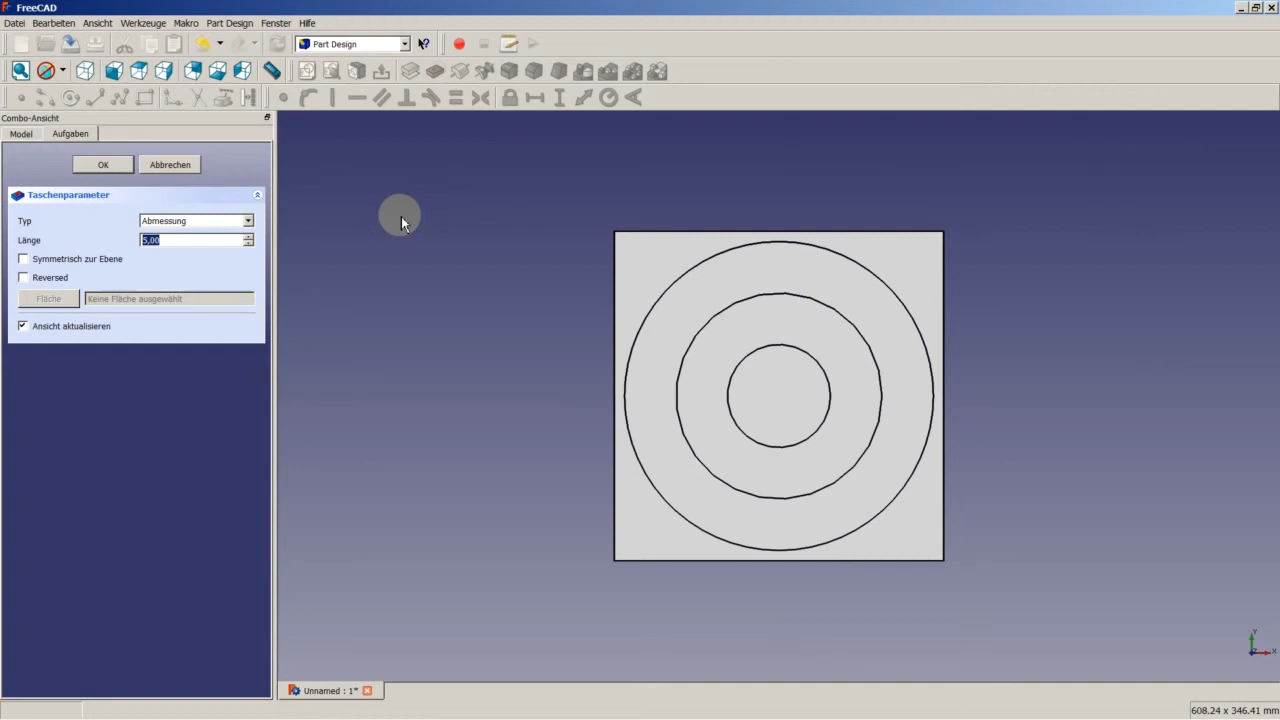 FreeCAD
Datei Bearbeiten Ansicht Werkzeuge Makro Part Design Fenster Hilfe
Part Design
Combo-Ansicht
Model Aufgaben
OK Abbrechen
Taschenparameter
Typ Abmessung
Länge 5,00
Symmetrisch zur Ebene
Reversed
Fläche Keine Fläche ausgewählt
Ansicht aktualisieren
Y
Z X
Unnamed : 1*
608.24 x 346.41 mm